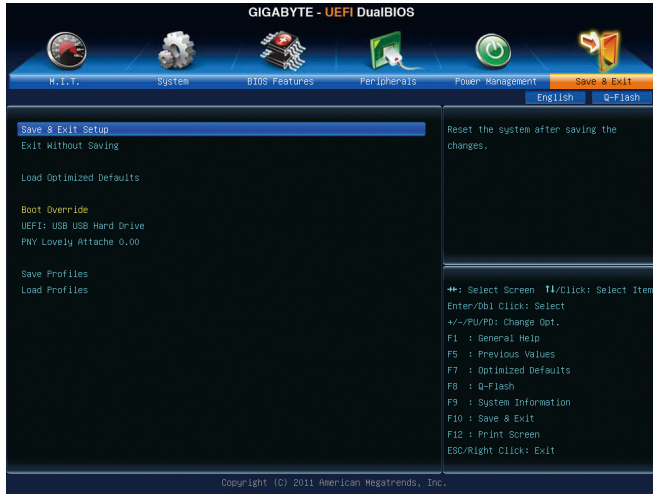 GIGABYTE - UEFI DualBIOS
M.I.T. System BIOS Features Peripherals Power Management Save & Exit
English Q-Flash
Save & Exit Setup
Exit Without Saving
Load Optimized Defaults
Boot Override
UEFI: USB USB Hard Drive
PNY Lovely Attache 0.00
Save Profiles
Load Profiles
Reset the system after saving the
changes.
→←: Select Screen ↑↓/Click: Select Item
Enter/Dbl Click: Select
+/-/PU/PD: Change Opt.
F1 : General Help
F5 : Previous Values
F7 : Optimized Defaults
F8 : Q-Flash
F9 : System Information
F10 : Save & Exit
F12 : Print Screen
ESC/Right Click: Exit
Copyright (C) 2011 American Megatrends, Inc.